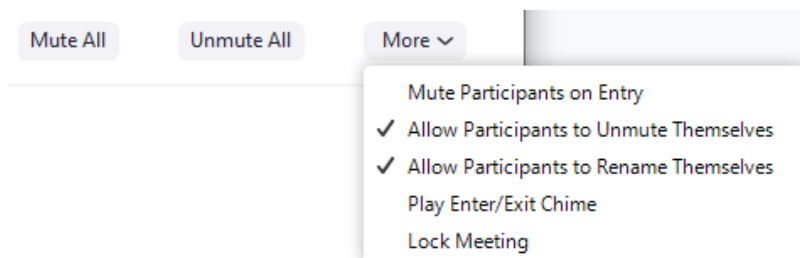 Mute All Unmute All More
Mute Participants on Entry
Allow Participants to Unmute Themselves
Allow Participants to Rename Themselves
Play Enter/Exit Chime
Lock Meeting